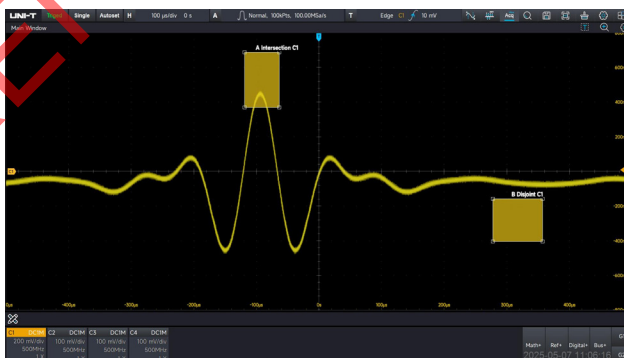 UNI-T Trig'd Single Autoset H 100 μs/div 0 s A Normal, 100kPts, 100.00MSa/s T Edge C1 10 mV Acq
Main Window
A Intersection C1
C1
B Disjoint C1
-400μs -300μs -200μs -100μs 0s 100μs 200μs 300μs 400μs
C1 DC1M C2 DC1M C3 DC1M C4 DC1M
200 mV/div 100 mV/div 100 mV/div 100 mV/div
500MHz 500MHz 500MHz 500MHz
Math+ Ref+ Digital+ Bus+
2025-05-07 11:06:16